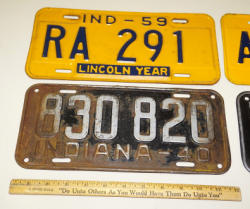 IND - 59
RA 291
LINCOLN YEAR
A
830 820
INDIANA 40
"Do Unto Others As You Would Have Them Do Unto You"